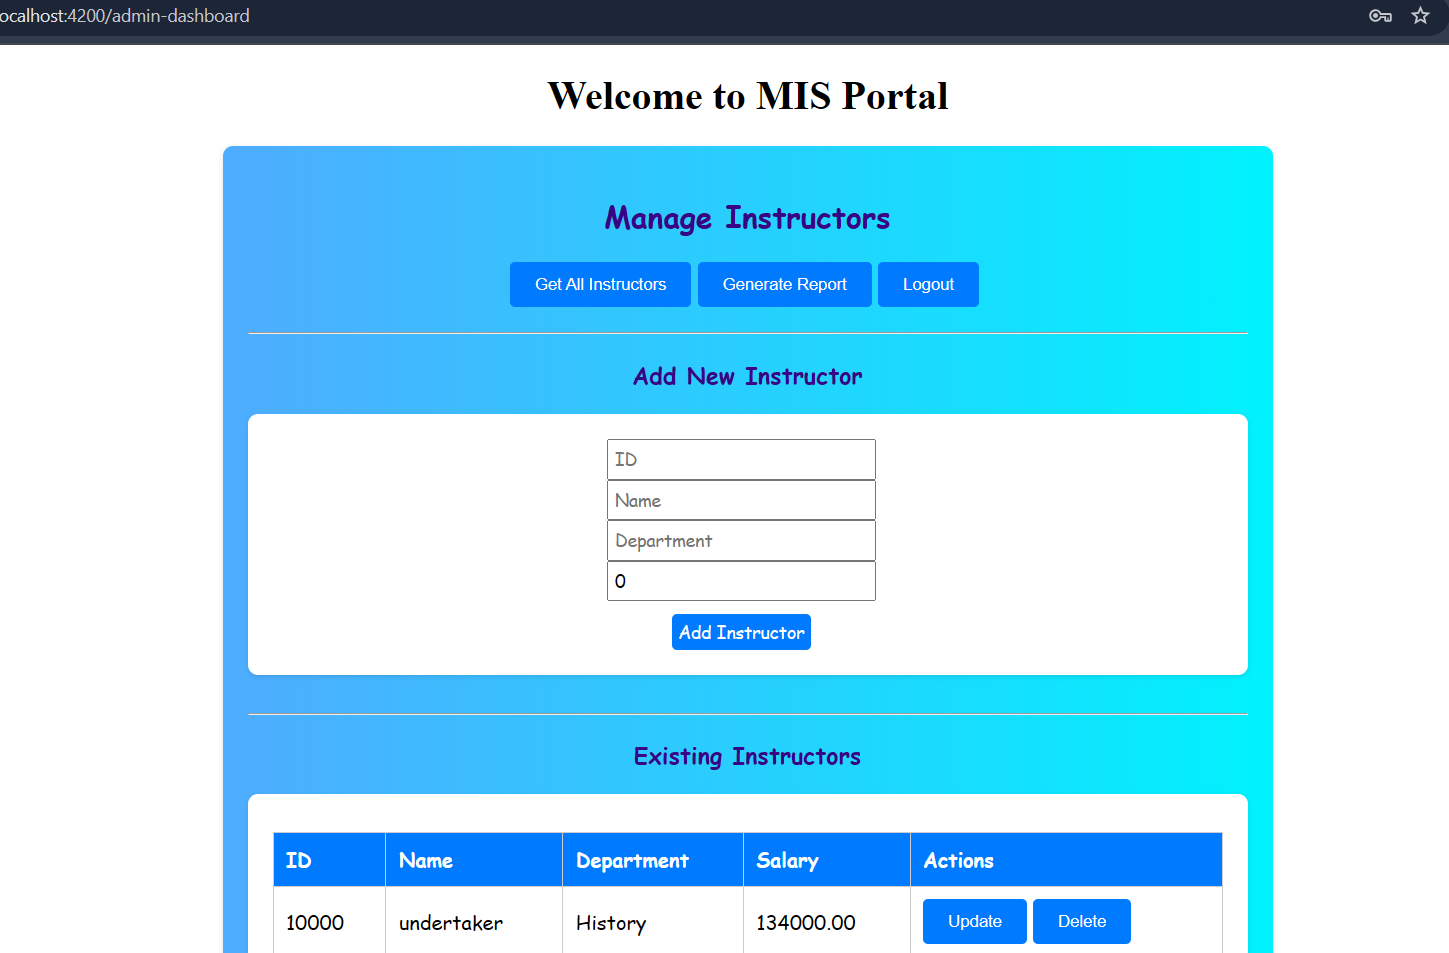 ocalhost:4200/admin-dashboard
Welcome to MIS Portal
Manage Instructors
Get All Instructors Generate Report Logout
Add New Instructor
ID
Name
Department
0
Add Instructor
Existing Instructors
ID Name Department Salary Actions
10000 undertaker History 134000.00 Update Delete